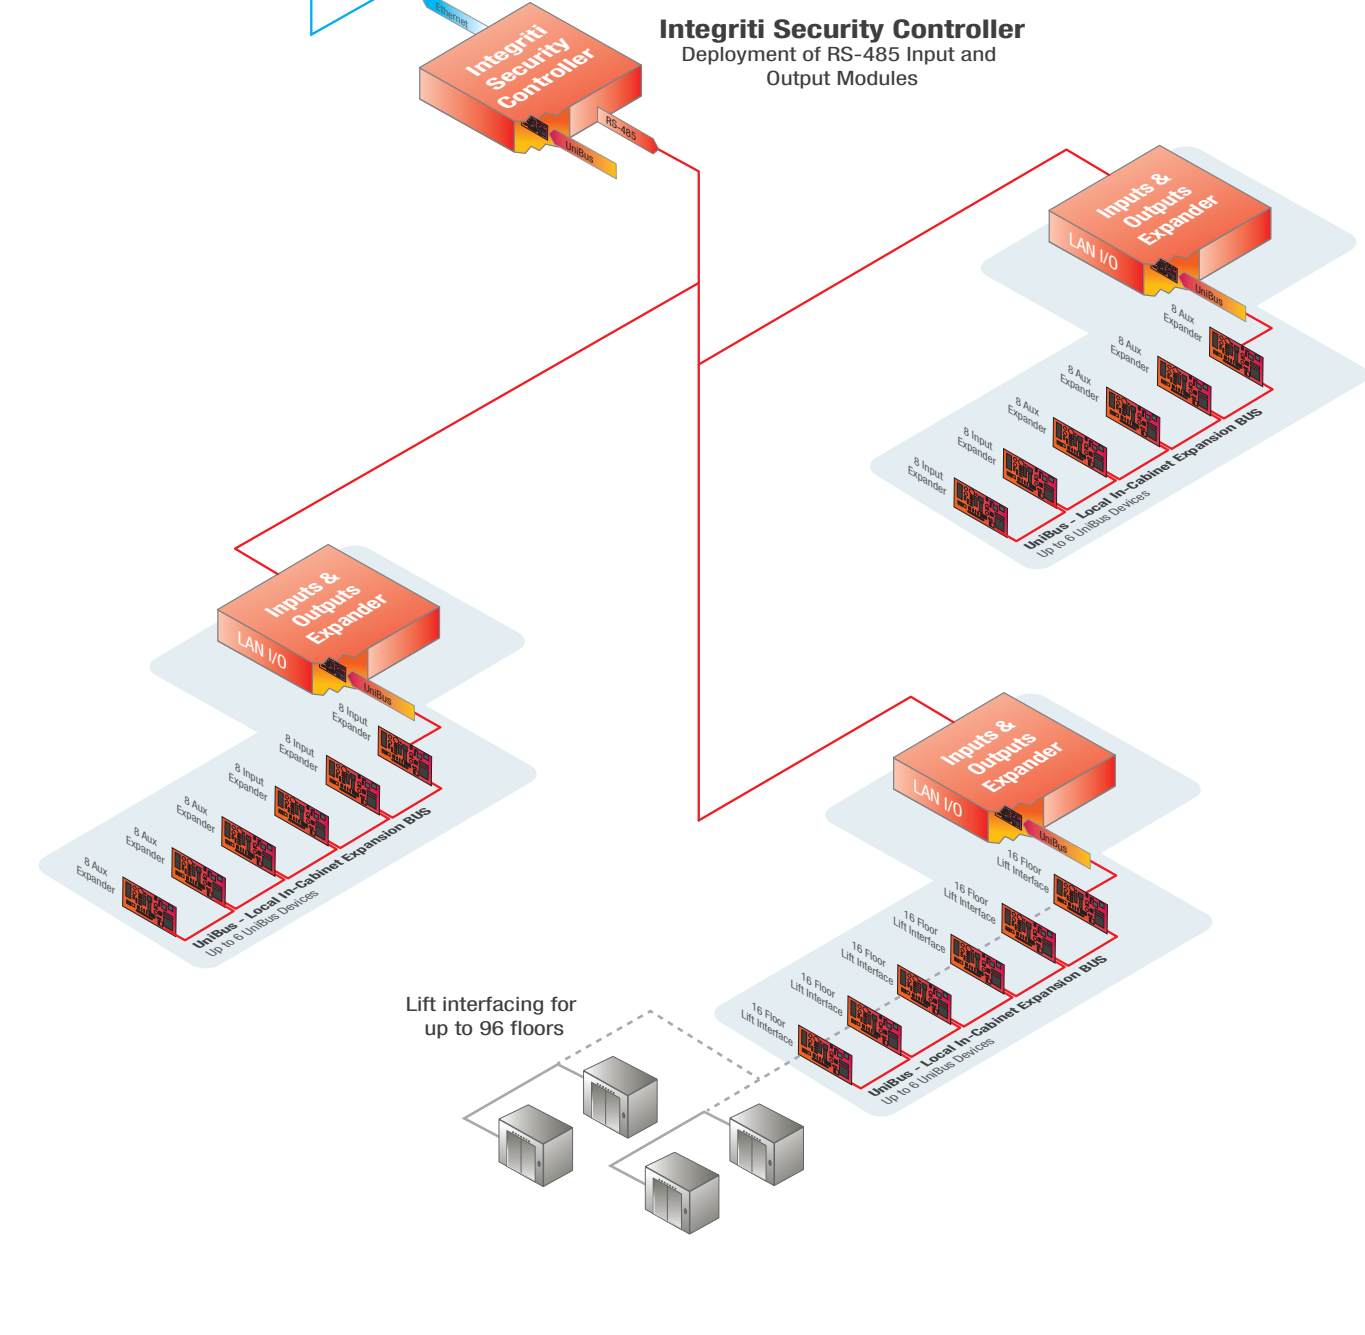 Ethernet
Integriti
Security
Controller
RS-485
UniBus
Integriti Security Controller
Deployment of RS-485 Input and
Output Modules
Inputs &
Outputs
Expander
LAN I/O
UniBus
8 Aux
Expander
8 Aux
Expander
8 Aux
Expander
8 Aux
Expander
8 Input
Expander
8 Input
Expander
UniBus - Local In-Cabinet Expansion BUS
Up to 6 UniBus Devices
Inputs &
Outputs
Expander
LAN I/O
UniBus
8 Input
Expander
8 Input
Expander
8 Input
Expander
8 Aux
Expander
8 Aux
Expander
8 Aux
Expander
UniBus - Local In-Cabinet Expansion BUS
Up to 6 UniBus Devices
Inputs &
Outputs
Expander
LAN I/O
UniBus
16 Floor
Lift Interface
16 Floor
Lift Interface
16 Floor
Lift Interface
16 Floor
Lift Interface
16 Floor
Lift Interface
16 Floor
Lift Interface
UniBus - Local In-Cabinet Expansion BUS
Up to 6 UniBus Devices
Lift interfacing for
up to 96 floors